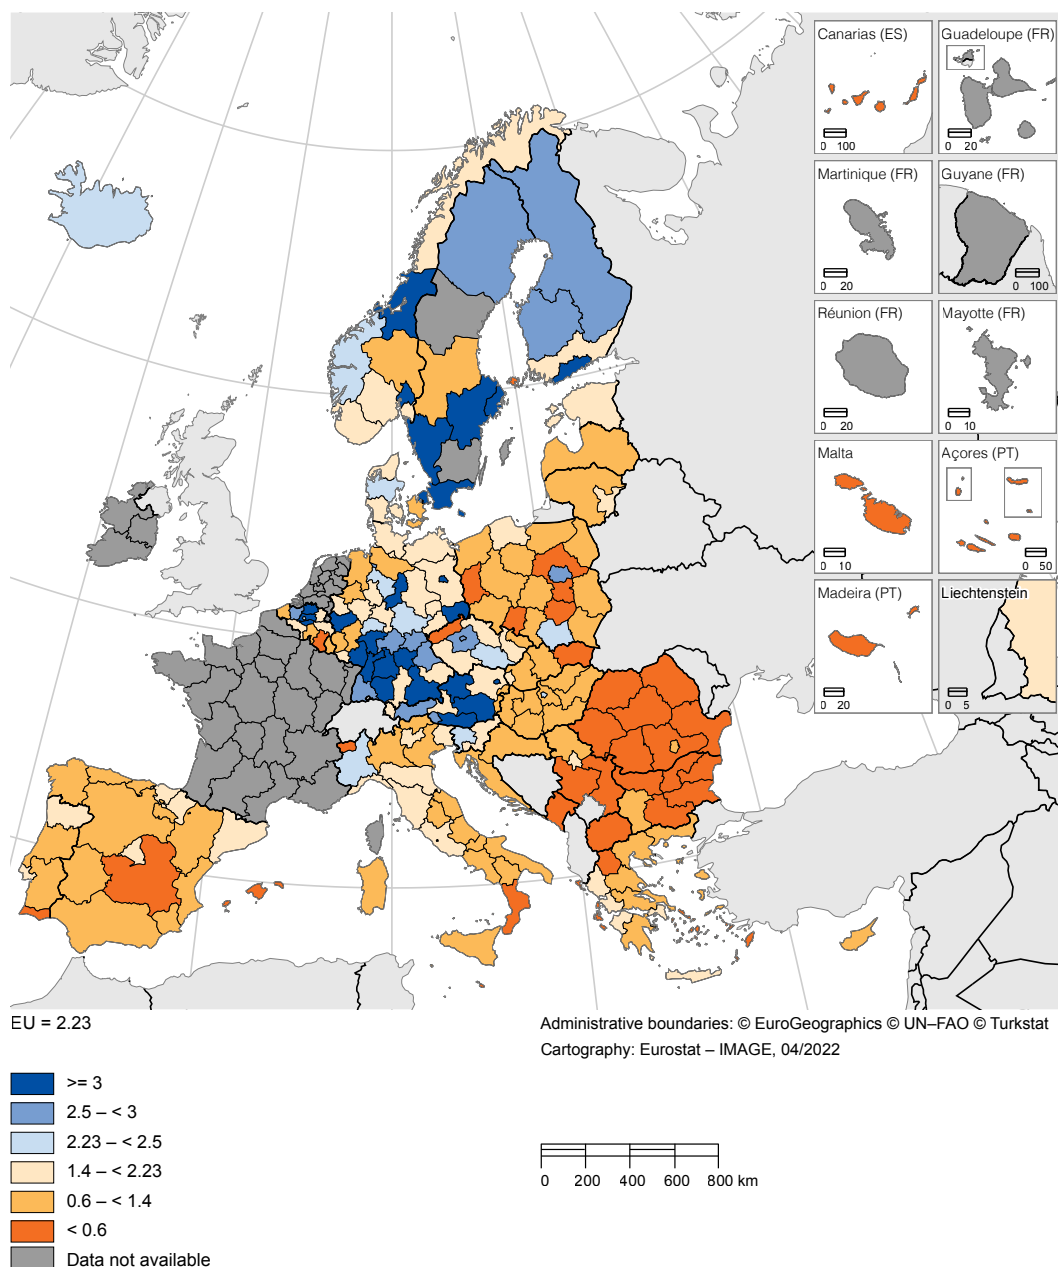 Canarias (ES)
0 100
Guadeloupe (FR)
0 20
Martinique (FR)
0 20
Guyane (FR)
0 100
Réunion (FR)
0 20
Mayotte (FR)
0 10
Malta
0 10
Açores (PT)
0 50
Madeira (PT)
0 20
Liechtenstein
0 5
EU = 2.23
Administrative boundaries: © EuroGeographics © UN–FAO © Turkstat
Cartography: Eurostat – IMAGE, 04/2022
>= 3
2.5 – < 3
2.23 – < 2.5
1.4 – < 2.23
0.6 – < 1.4
< 0.6
Data not available
0 200 400 600 800 km